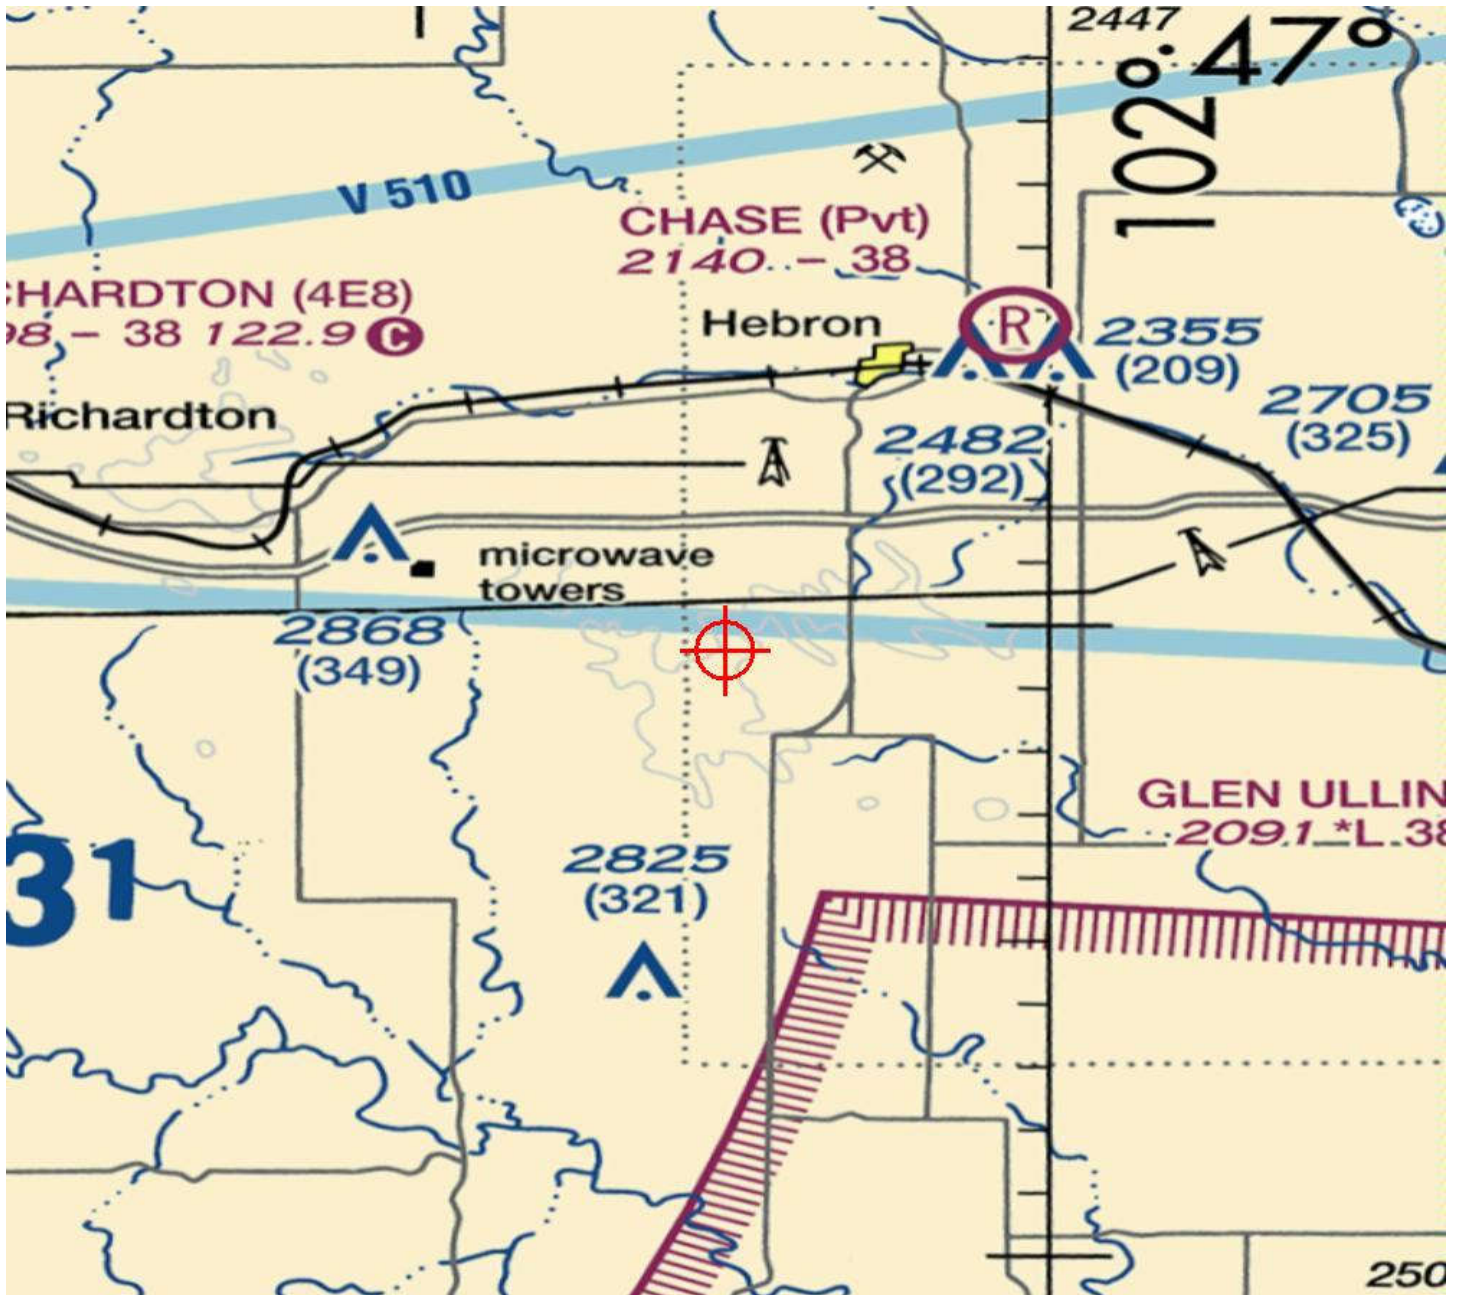 2447
47°
102°
V 510
CHASE (Pvt)
2140 - 38
CHARDTON (4E8)
98 - 38 122.9 C
Hebron
R
2355
(209)
Richardton
2705
(325)
2482
(292)
microwave
towers
2868
(349)
GLEN ULLIN
2091 *L 38
31
2825
(321)
250